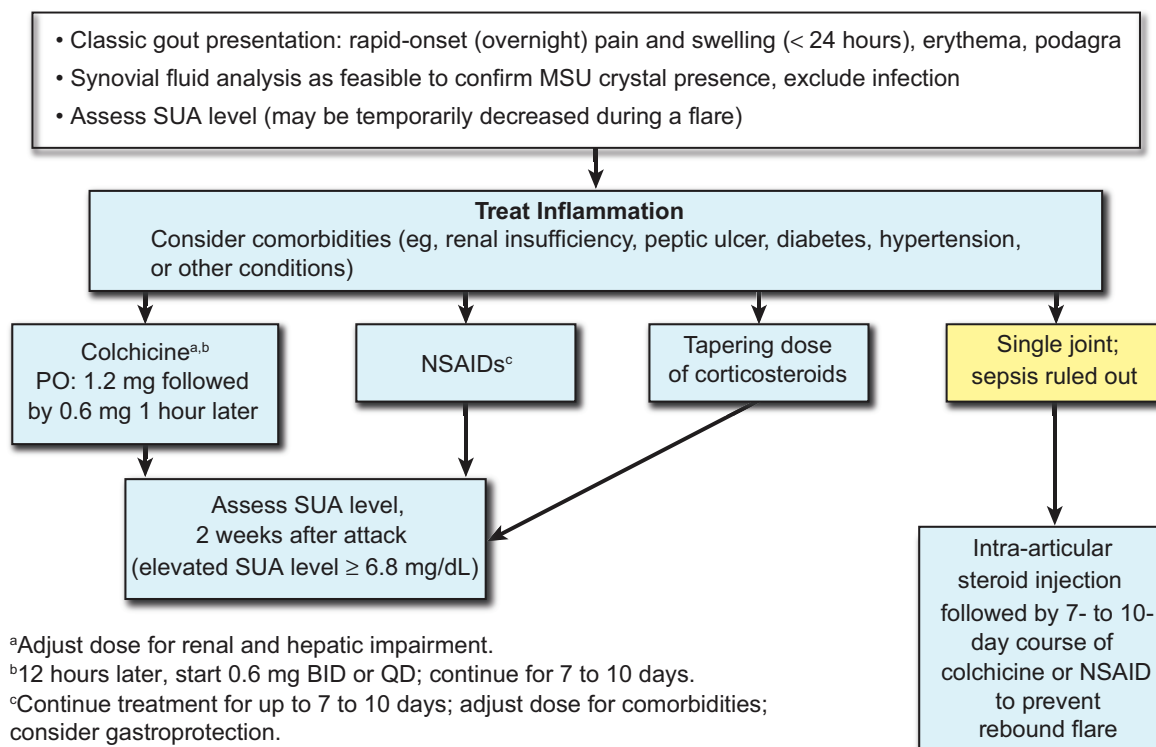 • Classic gout presentation: rapid-onset (overnight) pain and swelling (< 24 hours), erythema, podagra
• Synovial fluid analysis as feasible to confirm MSU crystal presence, exclude infection
• Assess SUA level (may be temporarily decreased during a flare)
Treat Inflammation
Consider comorbidities (eg, renal insufficiency, peptic ulcer, diabetes, hypertension,
or other conditions)
Colchicineᵃ,ᵇ
PO: 1.2 mg followed
by 0.6 mg 1 hour later
NSAIDsᶜ
Tapering dose
of corticosteroids
Single joint;
sepsis ruled out
Assess SUA level,
2 weeks after attack
(elevated SUA level ≥ 6.8 mg/dL)
Intra-articular
steroid injection
followed by 7- to 10-
day course of
colchicine or NSAID
to prevent
rebound flare
ᵃAdjust dose for renal and hepatic impairment.
ᵇ12 hours later, start 0.6 mg BID or QD; continue for 7 to 10 days.
ᶜContinue treatment for up to 7 to 10 days; adjust dose for comorbidities;
consider gastroprotection.